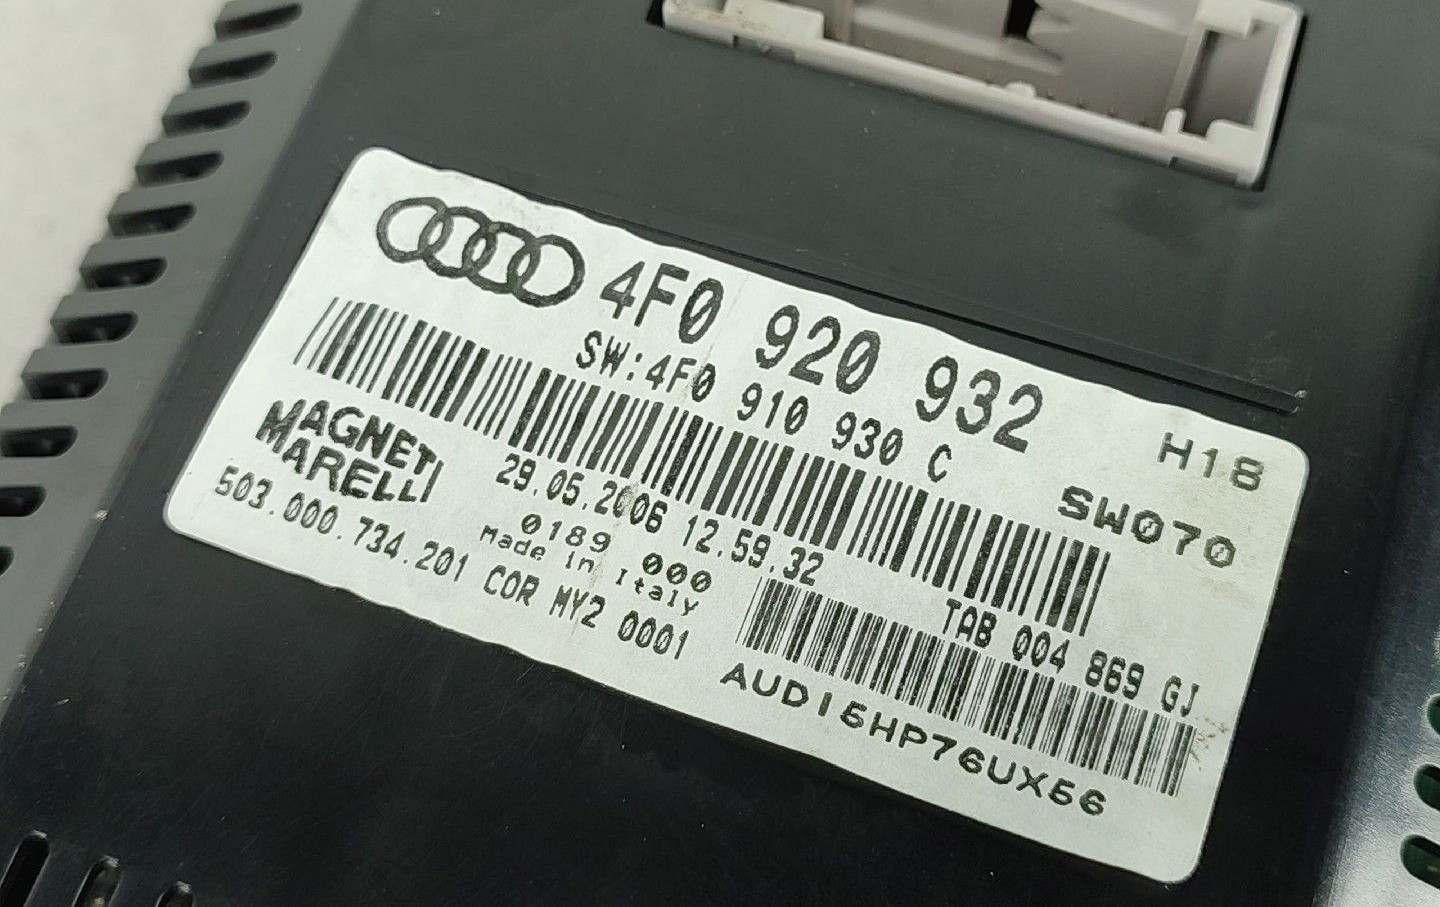 4F0 920 932
SW:4F0 910 930 C
H18
SW070
MAGNETI
MARELLI
29.05.2006 12.59.32
0189 000
Made in Italy
503.000.734.201 COR MY2 0001
TAB 004 869 GJ
AUDI5HP76UX56